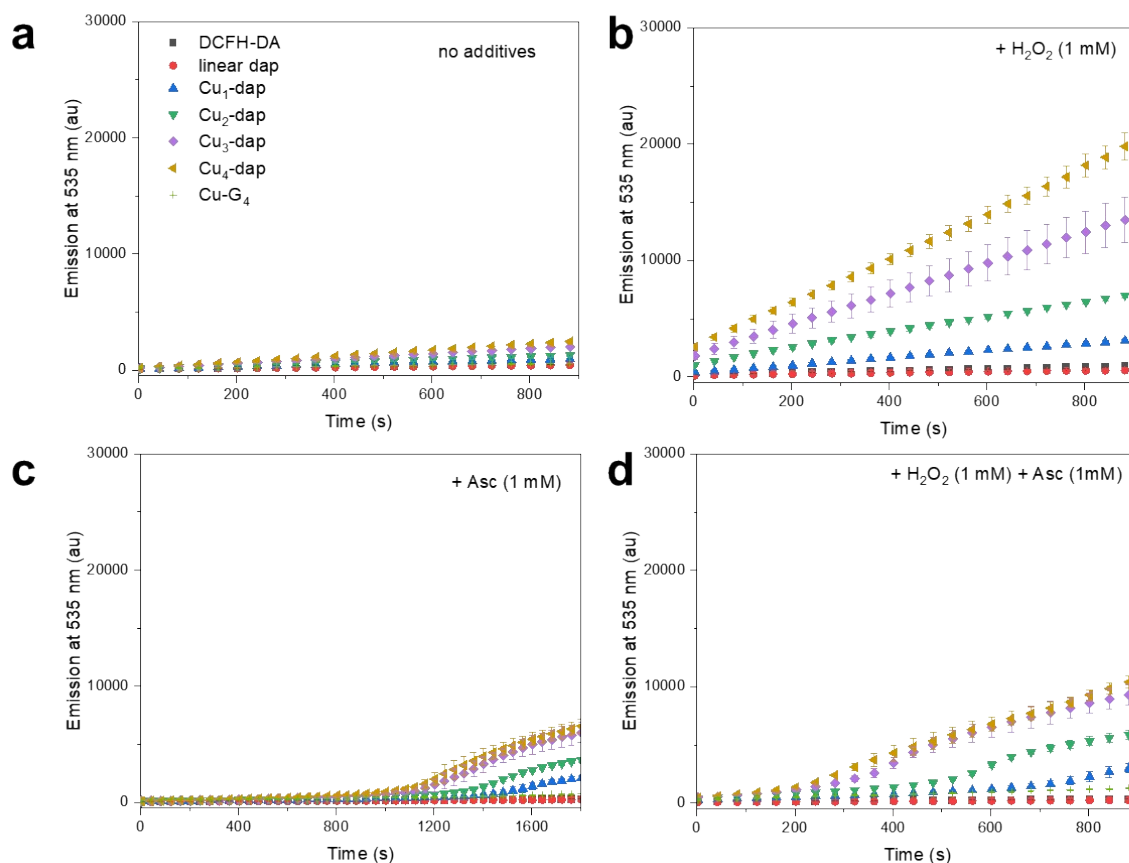 a
no additives
DCFH-DA
linear dap
Cu₁-dap
Cu₂-dap
Cu₃-dap
Cu₄-dap
Cu-G₄
Emission at 535 nm (au)
30000
20000
10000
0
0 200 400 600 800
Time (s)
b
+ H₂O₂ (1 mM)
Emission at 535 nm (au)
30000
20000
10000
0
0 200 400 600 800
Time (s)
c
+ Asc (1 mM)
Emission at 535 nm (au)
30000
20000
10000
0
0 400 800 1200 1600
Time (s)
d
+ H₂O₂ (1 mM) + Asc (1mM)
Emission at 535 nm (au)
30000
20000
10000
0
0 200 400 600 800
Time (s)